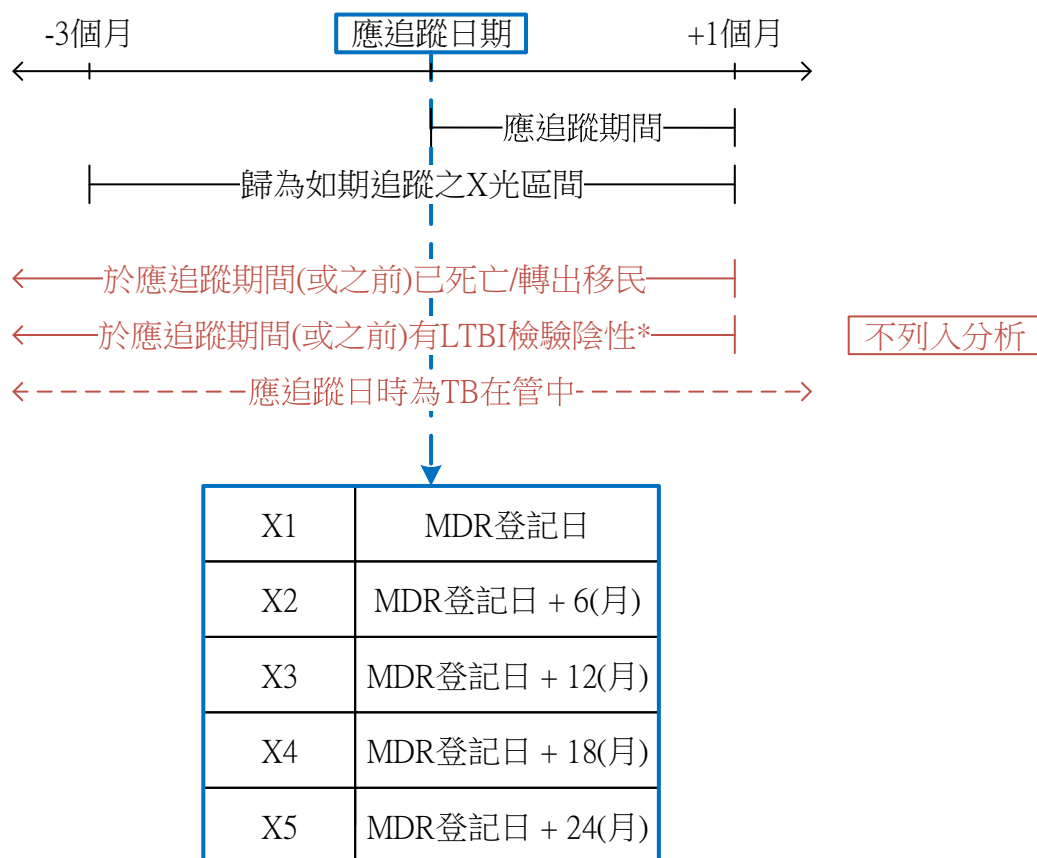 -3個月 應追蹤日期 +1個月
應追蹤期間
歸為如期追蹤之X光區間
於應追蹤期間(或之前)已死亡/轉出移民
於應追蹤期間(或之前)有LTBI檢驗陰性* 不列入分析
應追蹤日時為TB在管中
X1 MDR登記日
X2 MDR登記日 + 6(月)
X3 MDR登記日 + 12(月)
X4 MDR登記日 + 18(月)
X5 MDR登記日 + 24(月)